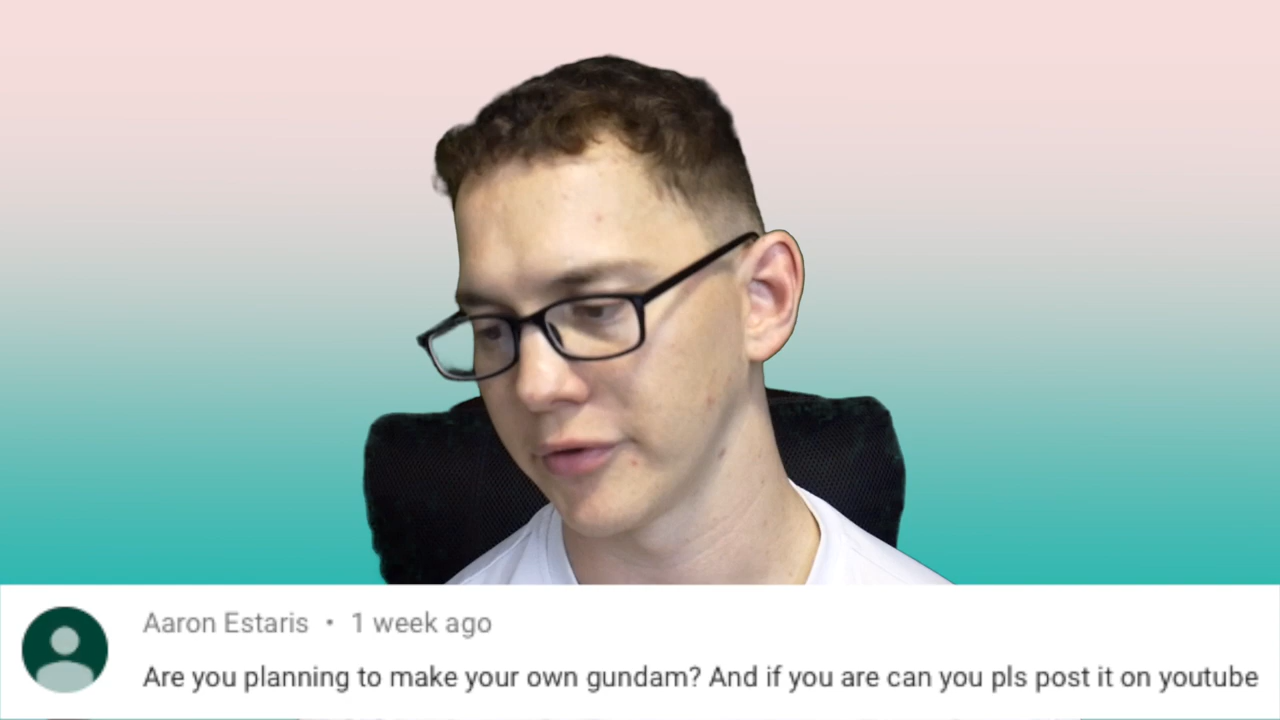 Aaron Estaris • 1 week ago
Are you planning to make your own gundam? And if you are can you pls post it on youtube